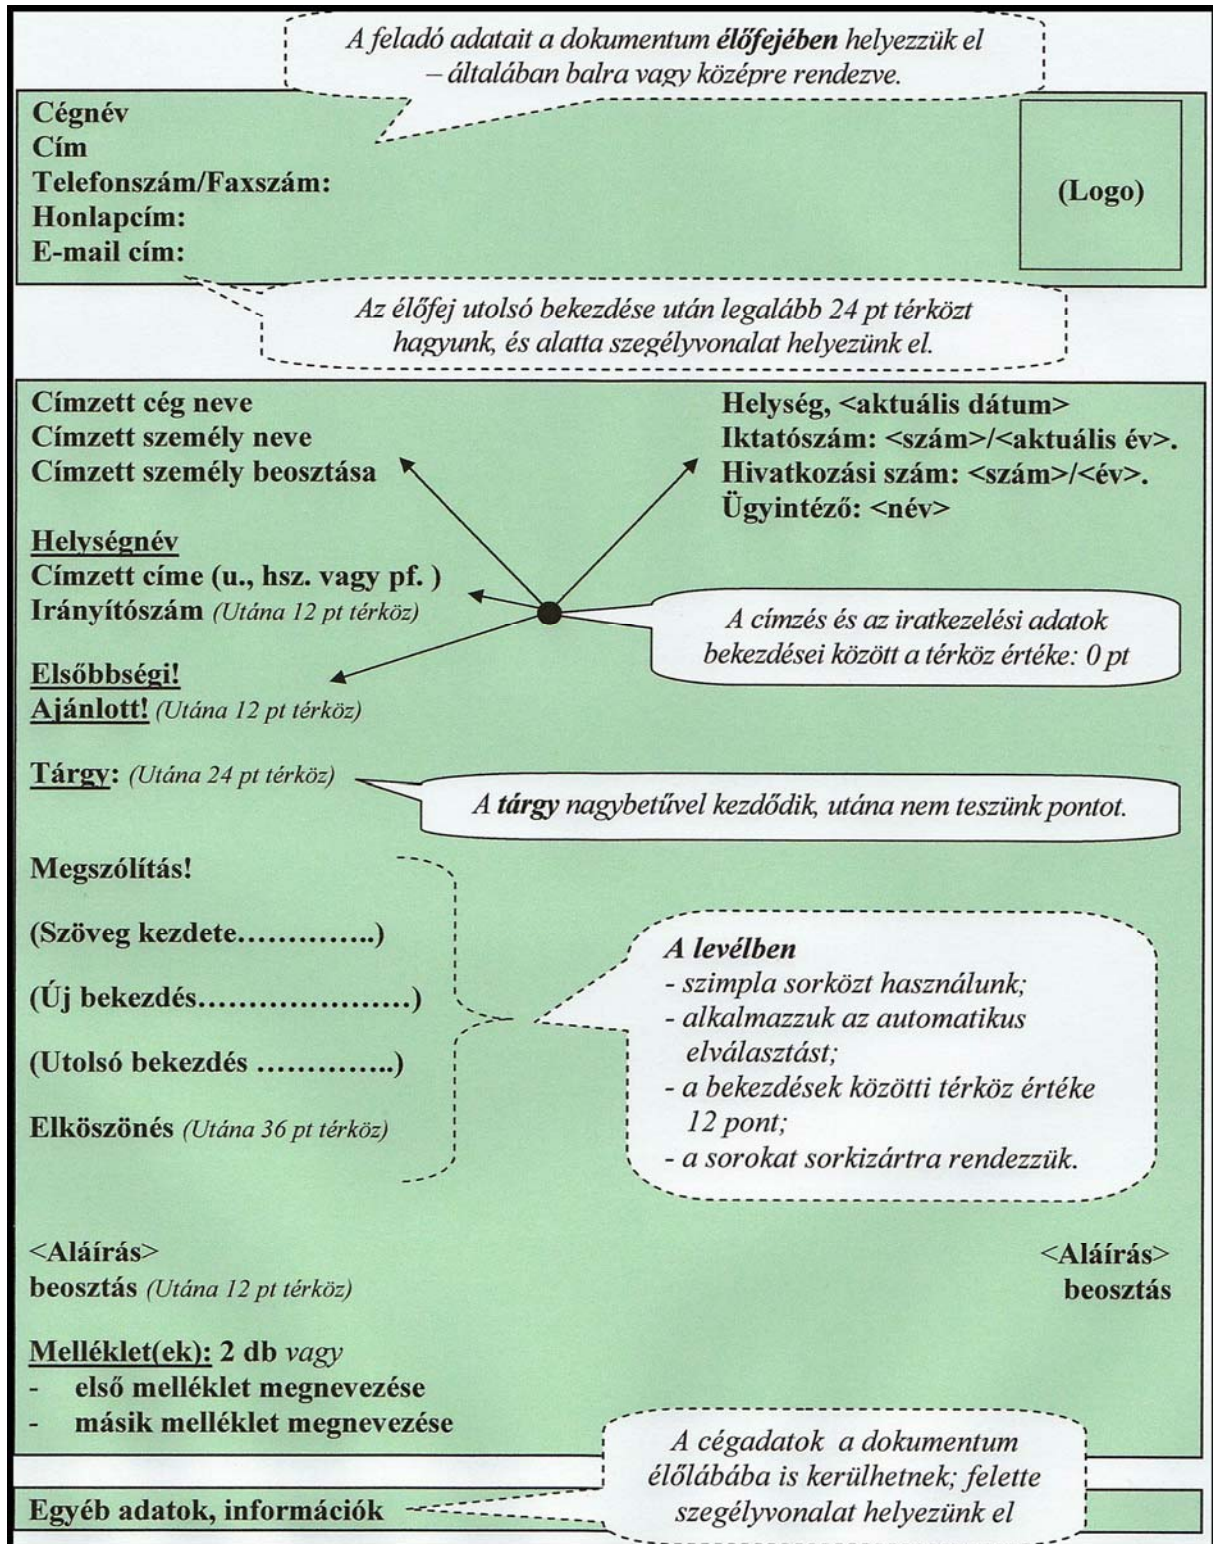 A feladó adatait a dokumentum élőfejében helyezzük el
– általában balra vagy középre rendezve.
Cégnév
Cím
Telefonszám/Faxszám:
Honlapcím:
E-mail cím:
(Logo)
Az élőfej utolsó bekezdése után legalább 24 pt térközt
hagyunk, és alatta szegélyvonalat helyezünk el.
Címzett cég neve
Címzett személy neve
Címzett személy beosztása
Helység, <aktuális dátum>
Iktatószám: <szám>/<aktuális év>.
Hivatkozási szám: <szám>/<év>.
Ügyintéző: <név>
Helységnév
Címzett címe (u., hsz. vagy pf. )
Irányítószám (Utána 12 pt térköz)
A címzés és az iratkezelési adatok
bekezdései között a térköz értéke: 0 pt
Elsőbbségi!
Ajánlott! (Utána 12 pt térköz)
Tárgy: (Utána 24 pt térköz)
A tárgy nagybetűvel kezdődik, utána nem teszünk pontot.
Megszólítás!
(Szöveg kezdete…………..)
(Új bekezdés…………………)
(Utolsó bekezdés …………..)
Elköszönés (Utána 36 pt térköz)
A levélben
- szimpla sorközt használunk;
- alkalmazzuk az automatikus
elválasztást;
- a bekezdések közötti térköz értéke
12 pont;
- a sorokat sorkizártra rendezzük.
<Aláírás>
beosztás (Utána 12 pt térköz)
<Aláírás>
beosztás
Melléklet(ek): 2 db vagy
- első melléklet megnevezése
- másik melléklet megnevezése
A cégadatok a dokumentum
élőlábába is kerülhetnek; felette
szegélyvonalat helyezünk el
Egyéb adatok, információk